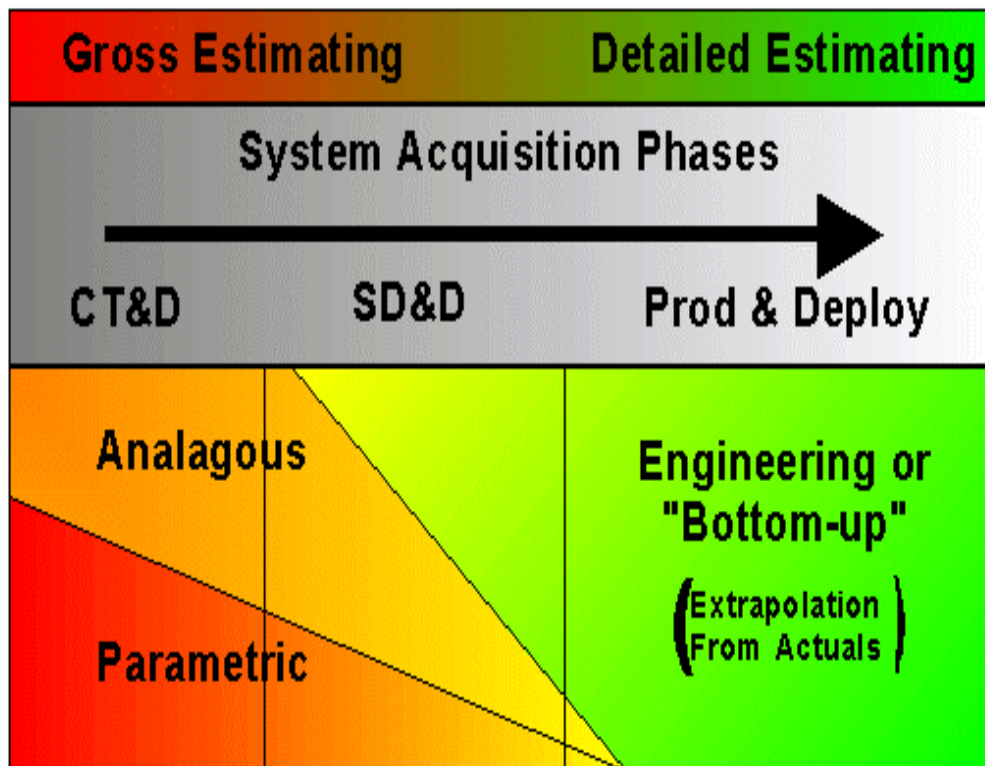 Gross Estimating
Detailed Estimating
System Acquisition Phases
CT&D
SD&D
Prod & Deploy
Analagous
Parametric
Engineering or
"Bottom-up"
(Extrapolation
From Actuals)